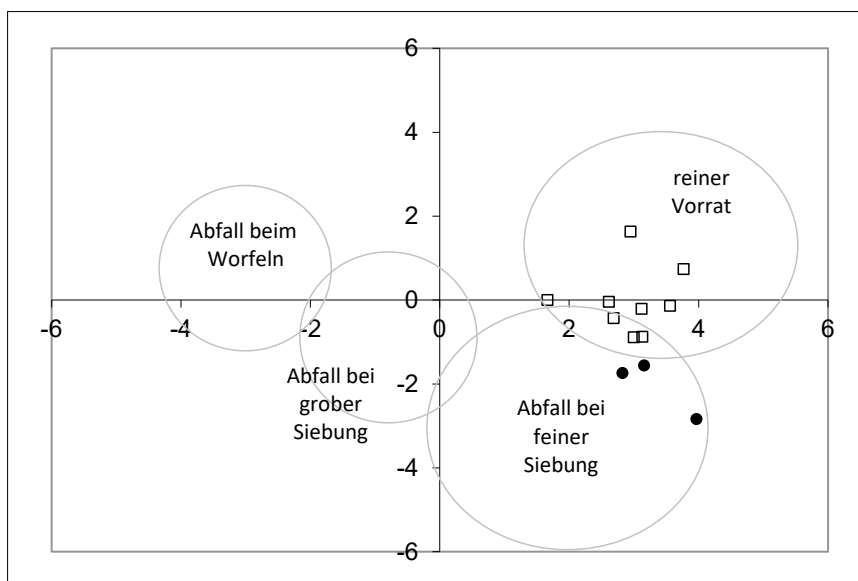 6
4
reiner
Vorrat
2
Abfall beim
Worfeln
0
-6
-4
-2
0
2
4
6
-2
Abfall bei
grober
Siebung
Abfall bei
feiner
Siebung
-4
-6